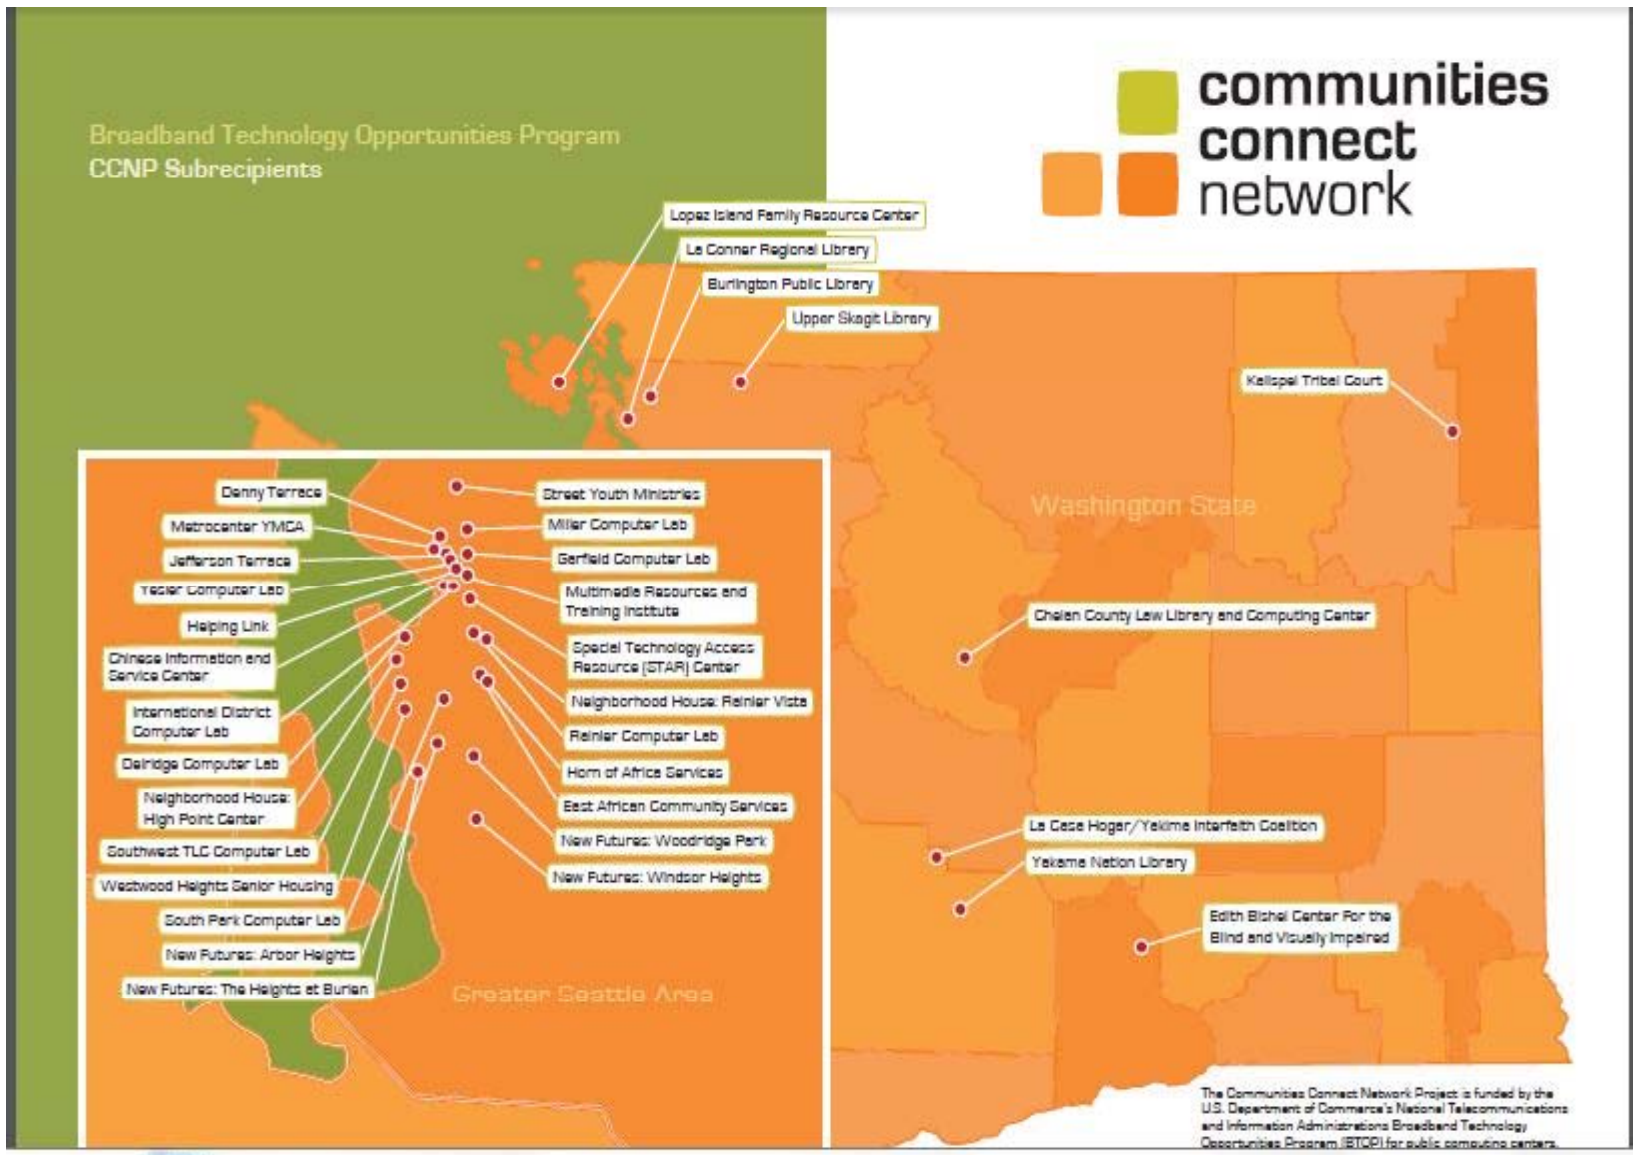 Broadband Technology Opportunities Program
CCNP Subrecipients
communities
connect
network
Lopez Island Family Resource Center
La Conner Regional Library
Burlington Public Library
Upper Skagit Library
Kalispel Tribal Court
Washington State
Chelan County Law Library and Computing Center
La Casa Hogar/Yakima Interfaith Coalition
Yakama Nation Library
Edith Bishel Center For the
Blind and Visually Impaired
Denny Terrace
Metrocenter YMCA
Jefferson Terrace
Yesler Computer Lab
Helping Link
Chinese Information and
Service Center
International District
Computer Lab
Delridge Computer Lab
Neighborhood House:
High Point Center
Southwest TLC Computer Lab
Westwood Heights Senior Housing
South Park Computer Lab
New Futures: Arbor Heights
New Futures: The Heights at Burien
Street Youth Ministries
Miller Computer Lab
Garfield Computer Lab
Multimedia Resources and
Training Institute
Special Technology Access
Resource (STAR) Center
Neighborhood House: Rainier Vista
Rainier Computer Lab
Horn of Africa Services
East African Community Services
New Futures: Woodridge Park
New Futures: Windsor Heights
Greater Seattle Area
The Communities Connect Network Project is funded by the
U.S. Department of Commerce's National Telecommunications
and Information Administrations Broadband Technology
Opportunities Program (BTOP) for public computing centers.